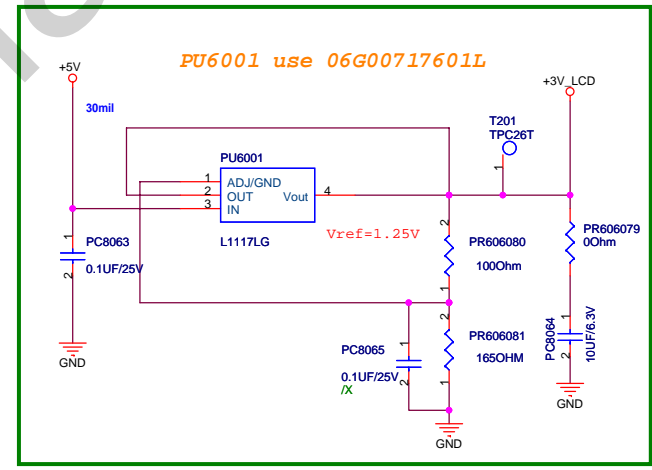 PU6001 use 06G00717601L
+5V
+3V_LCD
30mil
T201
TPC26T
1
PU6001
1 ADJ/GND
2 OUT Vout 4
3 IN
L1117LG
Vref=1.25V
PC8063
1
2
0.1UF/25V
GND
2
PR606080
100Ohm
1
PR606079
0Ohm
PC8065
1
2
0.1UF/25V
/X
2
PR606081
165OHM
1
GND
PC8064
1
2
10UF/6.3V
GND